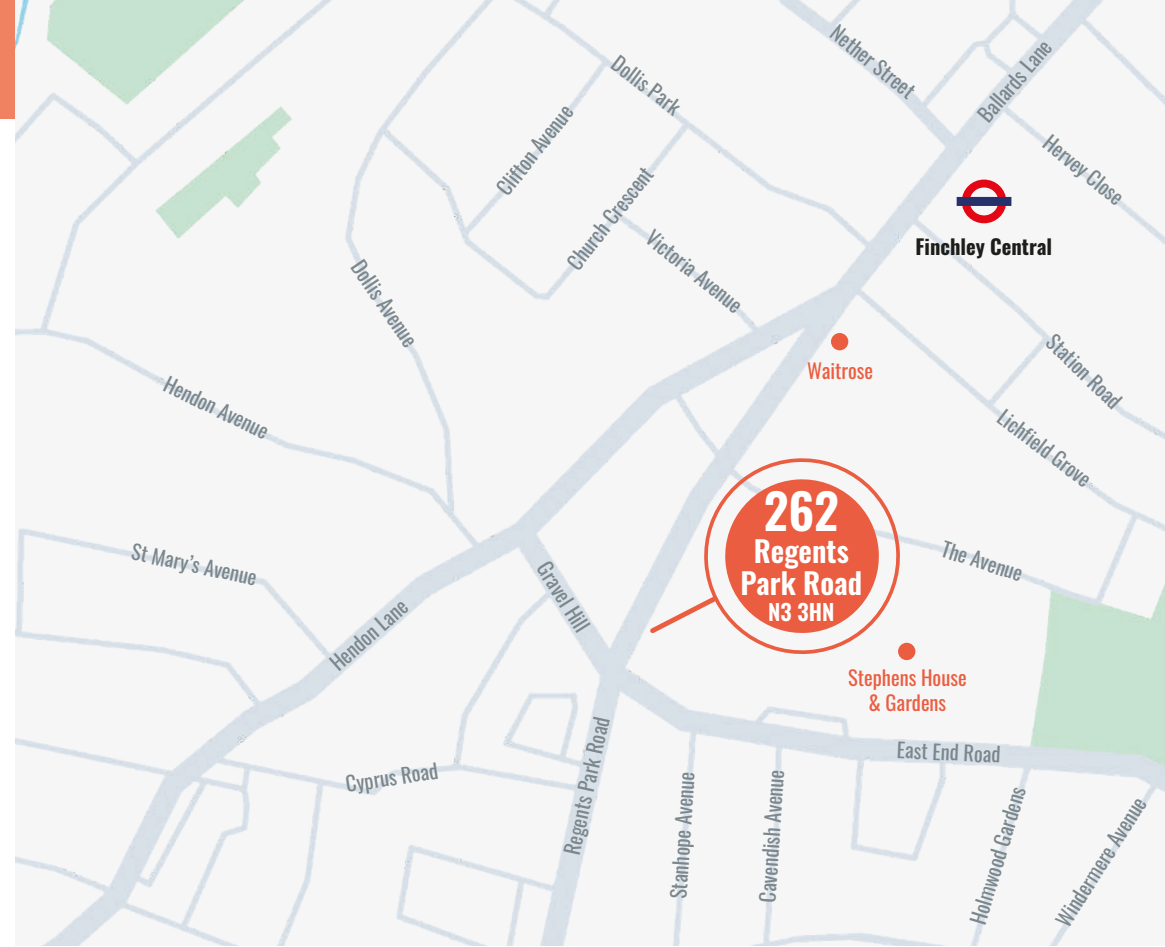 Nether Street
Ballards Lane
Dollis Park
Clifton Avenue
Hervey Close
Church Crescent
Finchley Central
Victoria Avenue
Dollis Avenue
Waitrose
Station Road
Hendon Avenue
Lichfield Grove
262
Regents
Park Road
N3 3HN
The Avenue
St Mary's Avenue
Gravel Hill
Hendon Lane
Stephens House
& Gardens
East End Road
Cyprus Road
Regents Park Road
Stanhope Avenue
Cavendish Avenue
Holmwood Gardens
Windermere Avenue